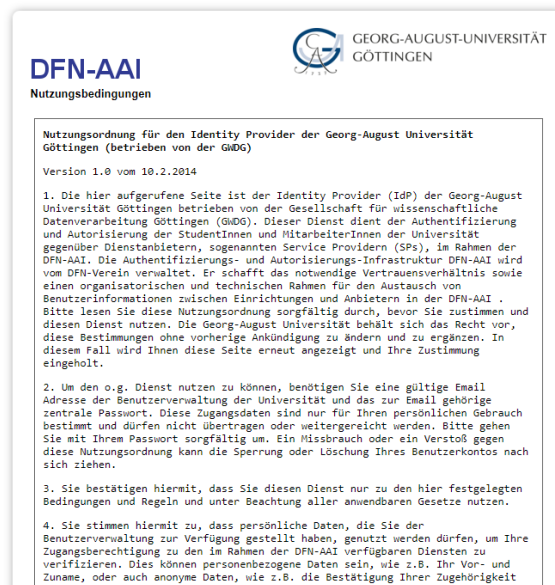 GEORG-AUGUST-UNIVERSITÄT
GÖTTINGEN
DFN-AAI
Nutzungsbedingungen
Nutzungsordnung für den Identity Provider der Georg-August Universität
Göttingen (betrieben von der GWDG)
Version 1.0 vom 10.2.2014
1. Die hier aufgerufene Seite ist der Identity Provider (IdP) der Georg-August
Universität Göttingen betrieben von der Gesellschaft für wissenschaftliche
Datenverarbeitung Göttingen (GWDG). Dieser Dienst dient der Authentifizierung
und Autorisierung der StudentInnen und MitarbeiterInnen der Universität
gegenüber Dienstanbietern, sogenannten Service Providern (SPs), im Rahmen der
DFN-AAI. Die Authentifizierungs- und Autorisierungs-Infrastruktur DFN-AAI wird
vom DFN-Verein verwaltet. Er schafft das notwendige Vertrauensverhältnis sowie
einen organisatorischen und technischen Rahmen für den Austausch von
Benutzerinformationen zwischen Einrichtungen und Anbietern in der DFN-AAI .
Bitte lesen Sie diese Nutzungsordnung sorgfältig durch, bevor Sie zustimmen und
diesen Dienst nutzen. Die Georg-August Universität behält sich das Recht vor,
diese Bestimmungen ohne vorherige Ankündigung zu ändern und zu ergänzen. In
diesem Fall wird Ihnen diese Seite erneut angezeigt und Ihre Zustimmung
eingeholt.
2. Um den o.g. Dienst nutzen zu können, benötigen Sie eine gültige Email
Adresse der Benutzerverwaltung der Universität und das zur Email gehörige
zentrale Passwort. Diese Zugangsdaten sind nur für Ihren persönlichen Gebrauch
bestimmt und dürfen nicht übertragen oder weitergereicht werden. Bitte gehen
Sie mit Ihrem Passwort sorgfältig um. Ein Missbrauch oder ein Verstoß gegen
diese Nutzungsordnung kann die Sperrung oder Löschung Ihres Benutzerkontos nach
sich ziehen.
3. Sie bestätigen hiermit, dass Sie diesen Dienst nur zu den hier festgelegten
Bedingungen und Regeln und unter Beachtung aller anwendbaren Gesetze nutzen.
4. Sie stimmen hiermit zu, dass persönliche Daten, die Sie der
Benutzerverwaltung zur Verfügung gestellt haben, genutzt werden dürfen, um Ihre
Zugangsberechtigung zu den im Rahmen der DFN-AAI verfügbaren Diensten zu
verifizieren. Dies können personenbezogene Daten sein, wie z.B. Ihr Vor- und
Zuname, oder auch anonyme Daten, wie z.B. die Bestätigung Ihrer Zugehörigkeit